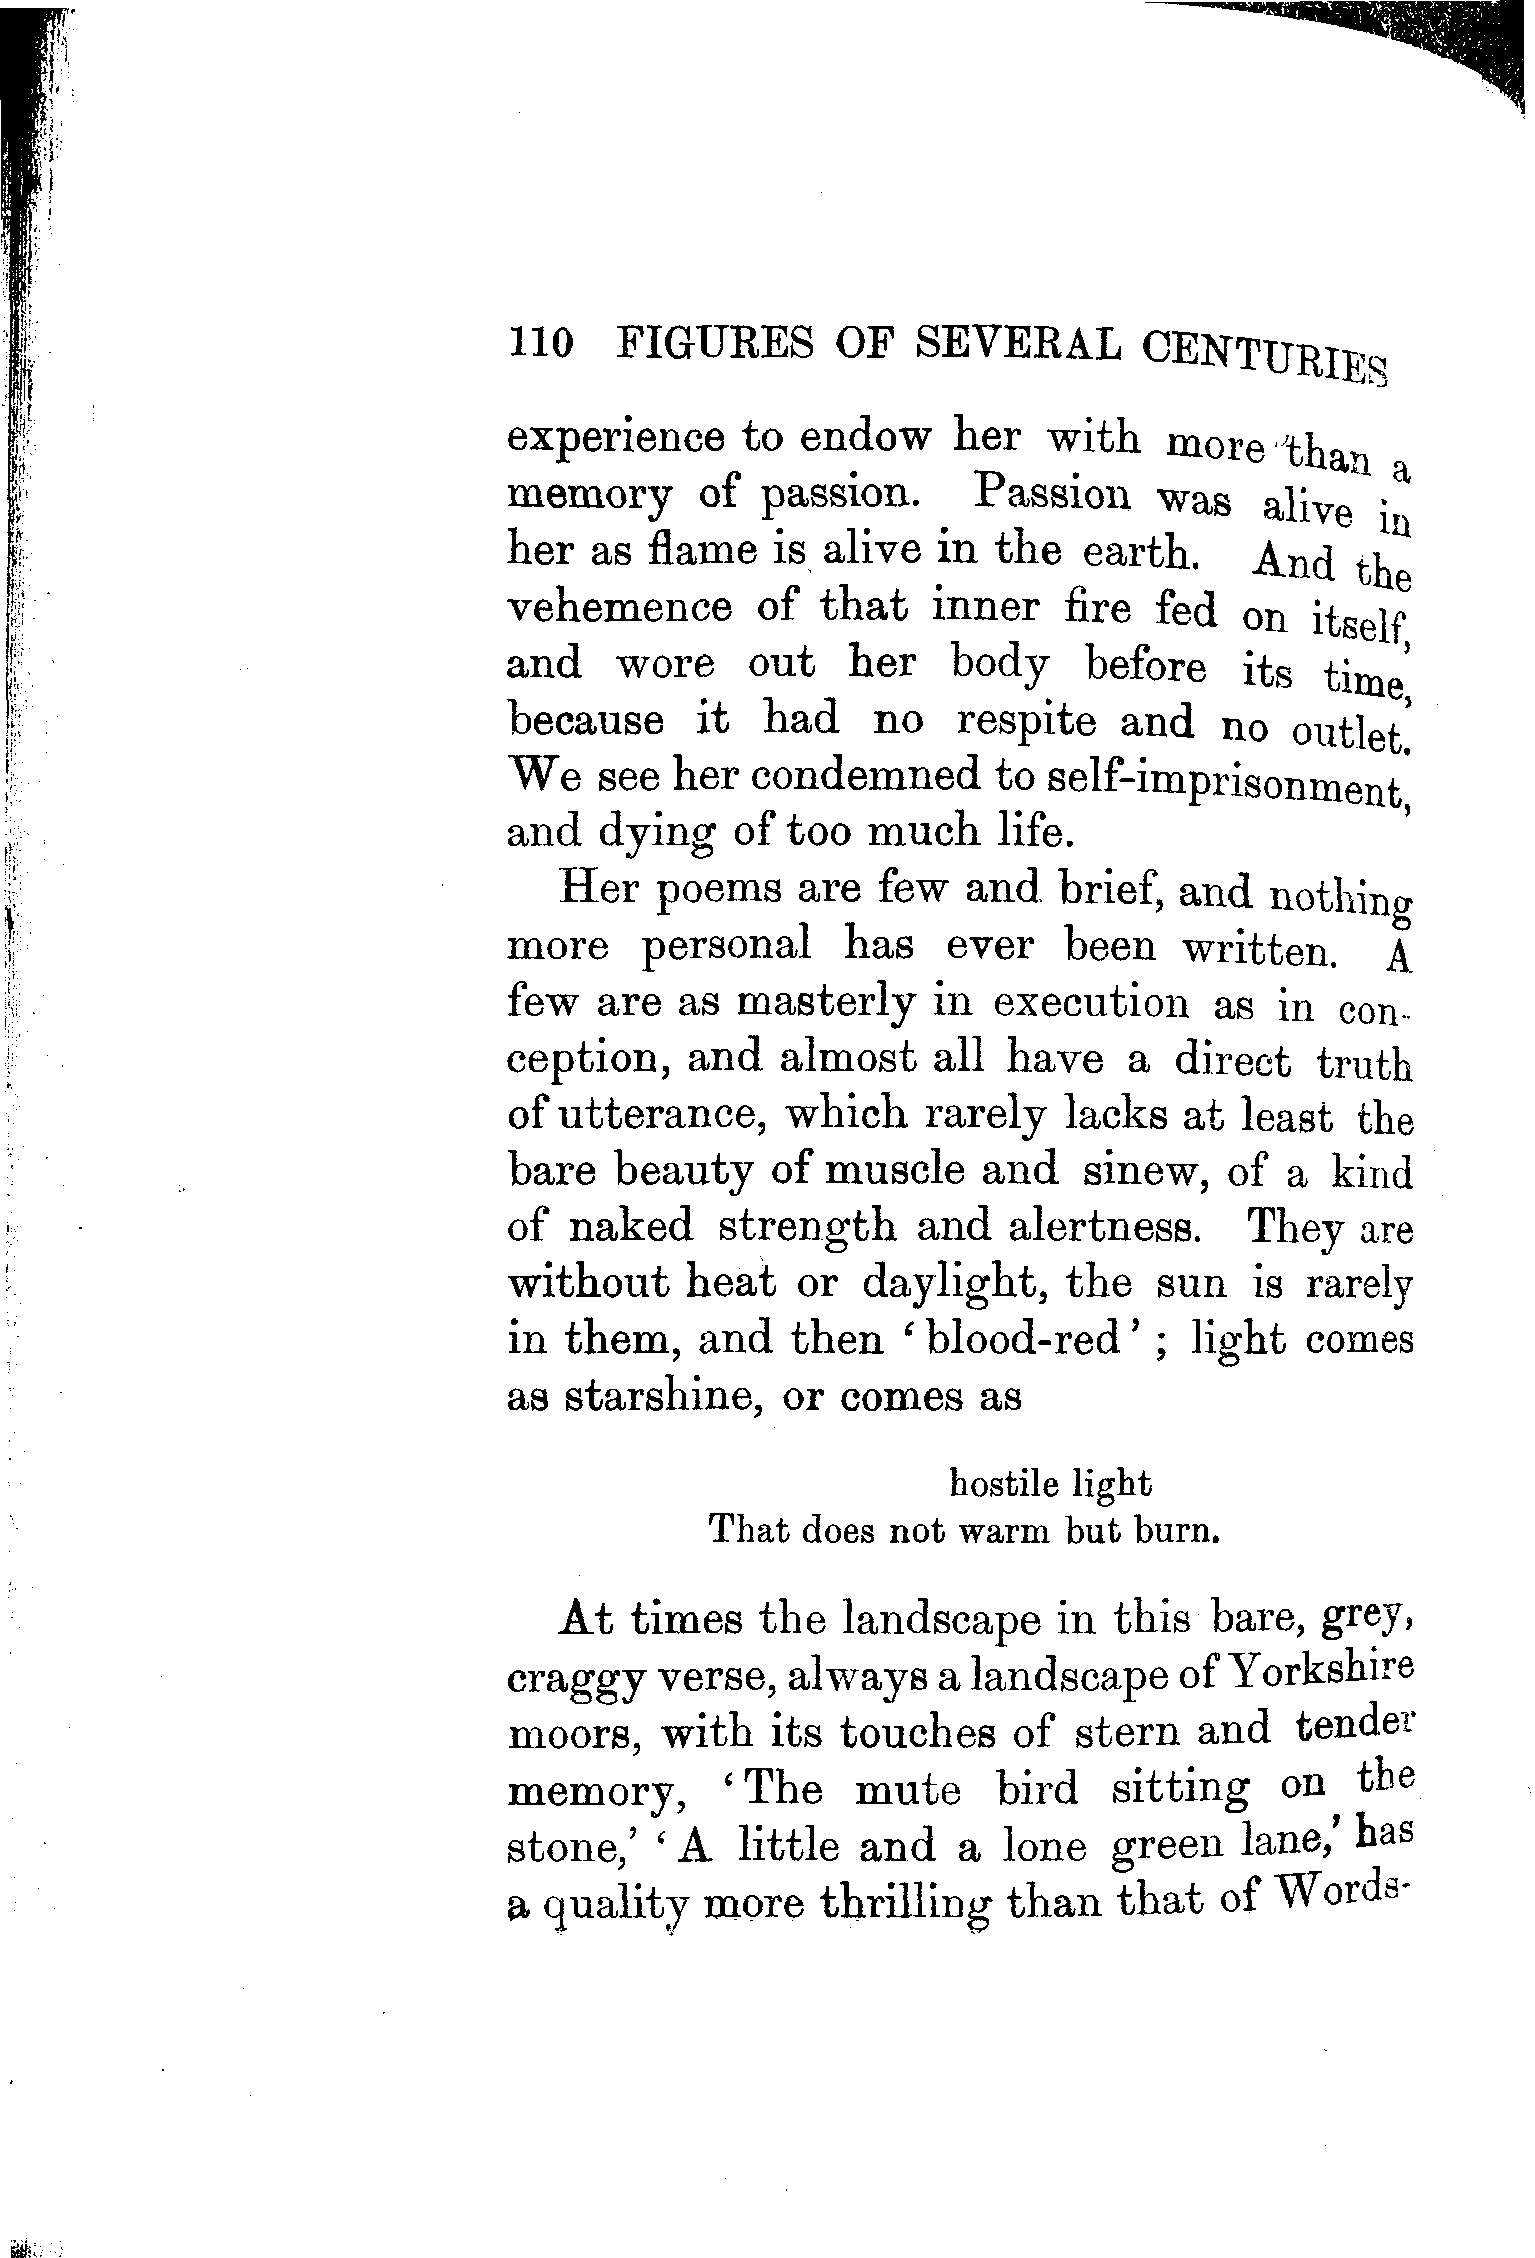 110 FIGURES OF SEVERAL CENTURIES
experience to endow her with more than a
memory of passion. Passion was alive in
her as flame is alive in the earth. And the
vehemence of that inner fire fed on itself,
and wore out her body before its time,
because it had no respite and no outlet.
We see her condemned to self-imprisonment,
and dying of too much life.
Her poems are few and brief, and nothing
more personal has ever been written. A
few are as masterly in execution as in con-
ception, and almost all have a direct truth
of utterance, which rarely lacks at least the
bare beauty of muscle and sinew, of a kind
of naked strength and alertness. They are
without heat or daylight, the sun is rarely
in them, and then ‘blood-red’; light comes
as starshine, or comes as
hostile light
That does not warm but burn.
At times the landscape in this bare, grey,
craggy verse, always a landscape of Yorkshire
moors, with its touches of stern and tender
memory, ‘The mute bird sitting on the
stone,’ ‘A little and a lone green lane,’ has
a quality more thrilling than that of Words-